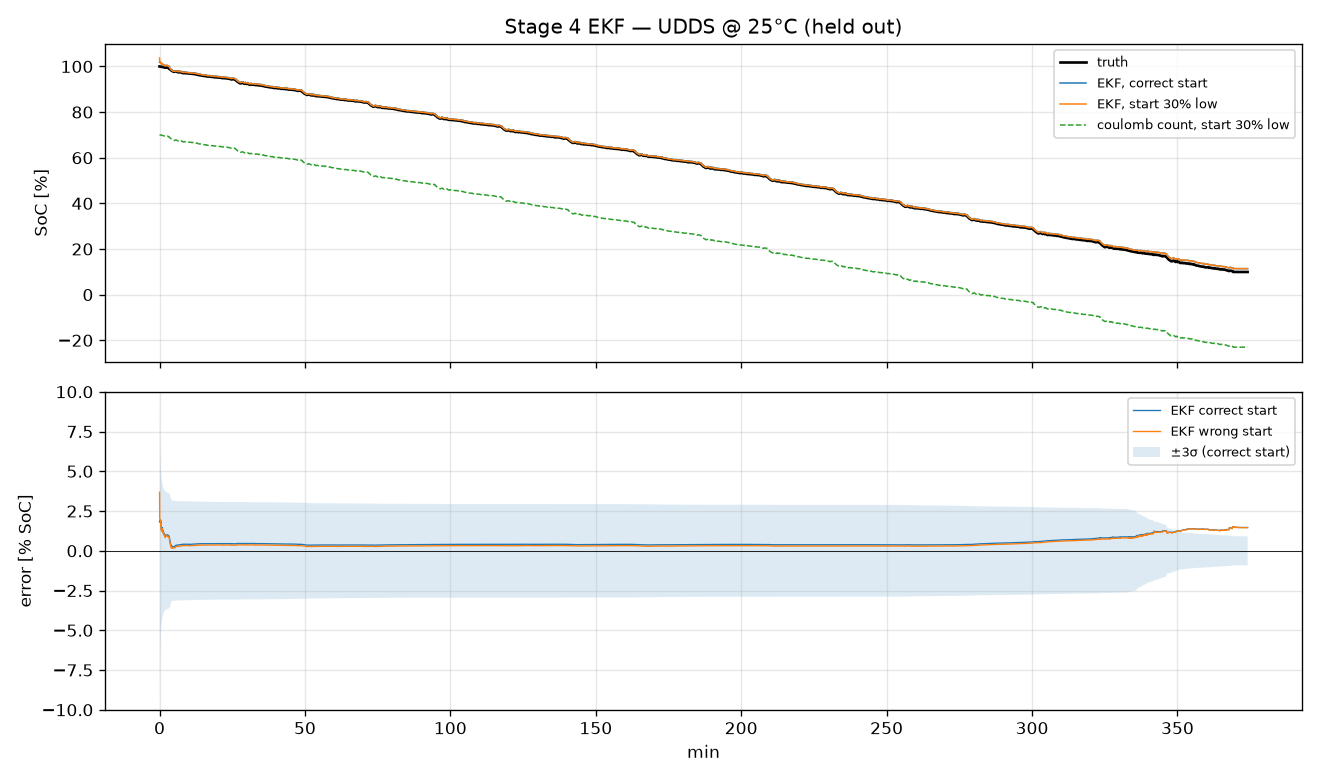 Stage 4 EKF — UDDS @ 25°C (held out)
100
80
60
40
20
0
−20
SoC [%]
truth
EKF, correct start
EKF, start 30% low
coulomb count, start 30% low
10.0
7.5
5.0
2.5
0.0
−2.5
−5.0
−7.5
−10.0
error [% SoC]
EKF correct start
EKF wrong start
±3σ (correct start)
0 50 100 150 200 250 300 350
min